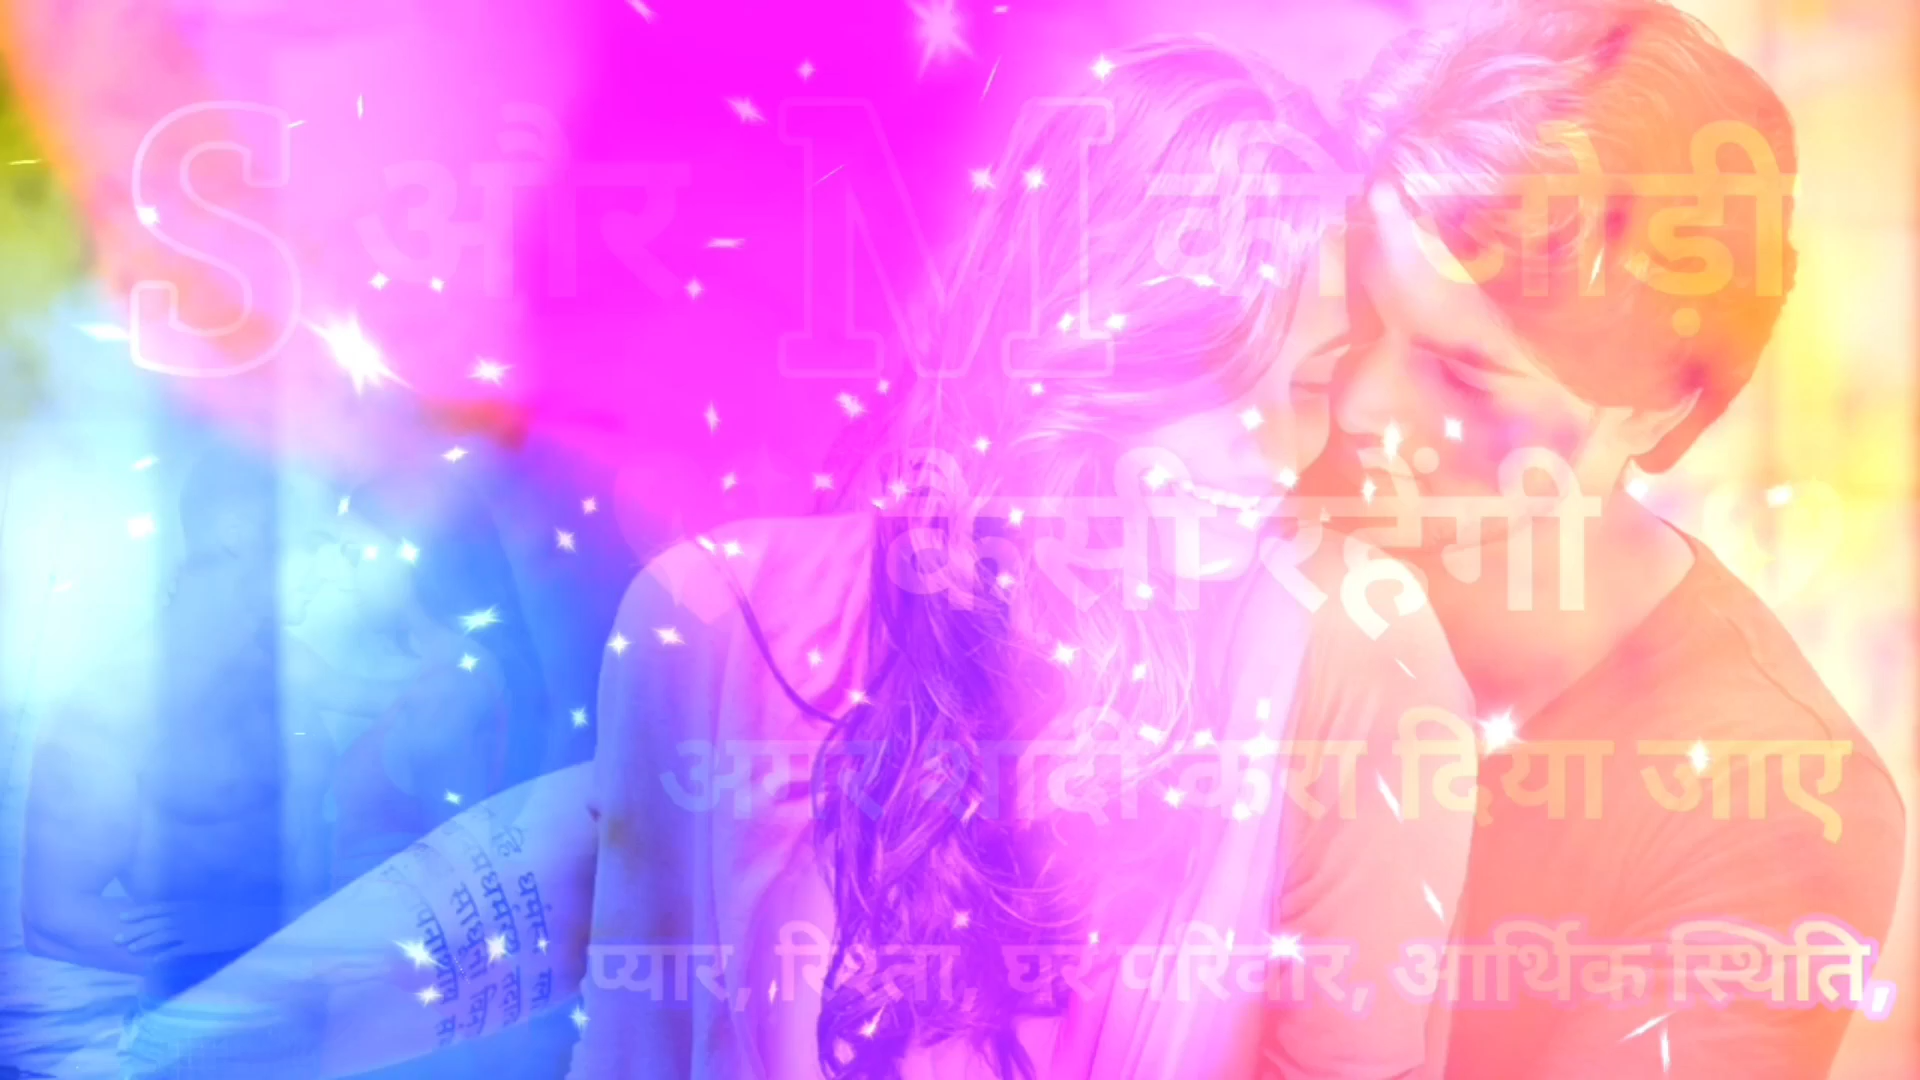 S और M की जोड़ी
कैसी रहेंगी
अगर शादी करा दिया जाए
प्यार, रिश्ता, घर परिवार, आर्थिक स्थिति,